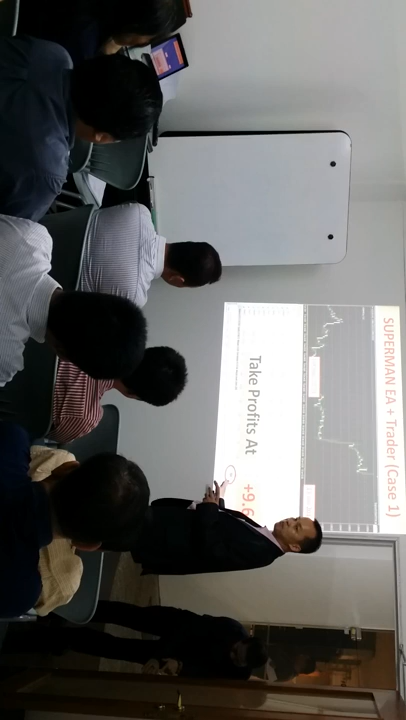 SUPERMAN EA + Trader (Case 1)
Take Profits At +9.6